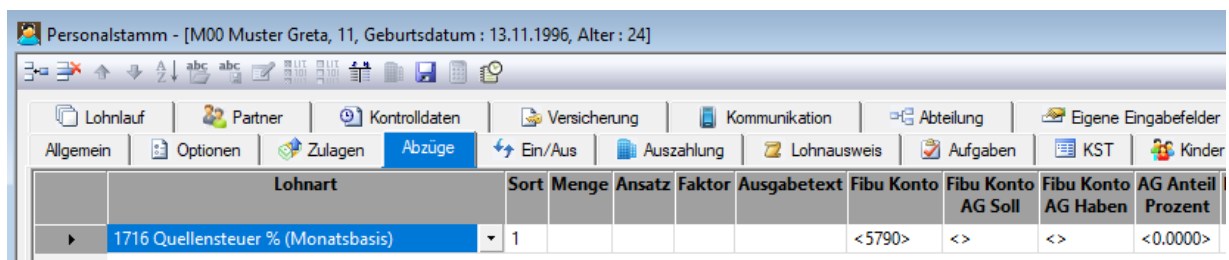 Personalstamm - [M00 Muster Greta, 11, Geburtsdatum : 13.11.1996, Alter : 24]
Lohnlauf Partner Kontrolldaten Versicherung Kommunikation Abteilung Eigene Eingabefelder
Allgemein Optionen Zulagen Abzüge Ein/Aus Auszahlung Lohnausweis Aufgaben KST Kinder
Lohnart Sort Menge Ansatz Faktor Ausgabetext Fibu Konto Fibu Konto Fibu Konto AG Anteil
AG Soll AG Haben Prozent
1716 Quellensteuer % (Monatsbasis) 1 <5790> <> <> <0.0000>